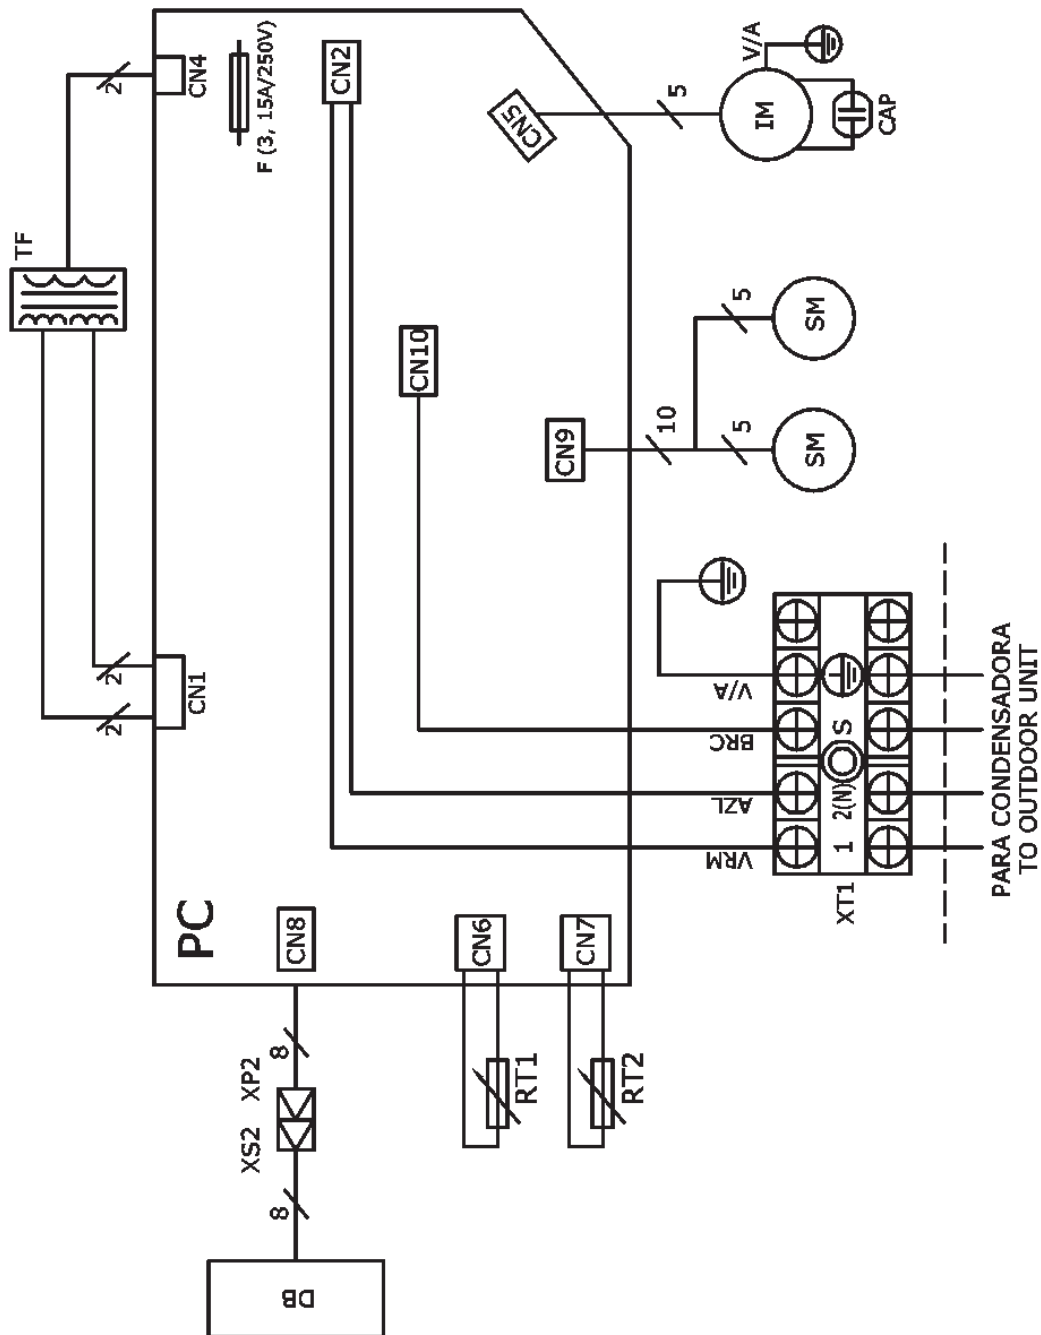 TF
2
CN4
F (3, 15A/250V)
CN2
CN5
5
V/A
IM
CAP
CN10
CN9
10
5
SM
5
SM
2
2
CN1
V/A
BRC
AZL
VRM
S
2(N)
1
XT1
PARA CONDENSADORA
TO OUTDOOR UNIT
PC
CN8
CN6
CN7
8
XP2
XS2
8
RT1
RT2
DB